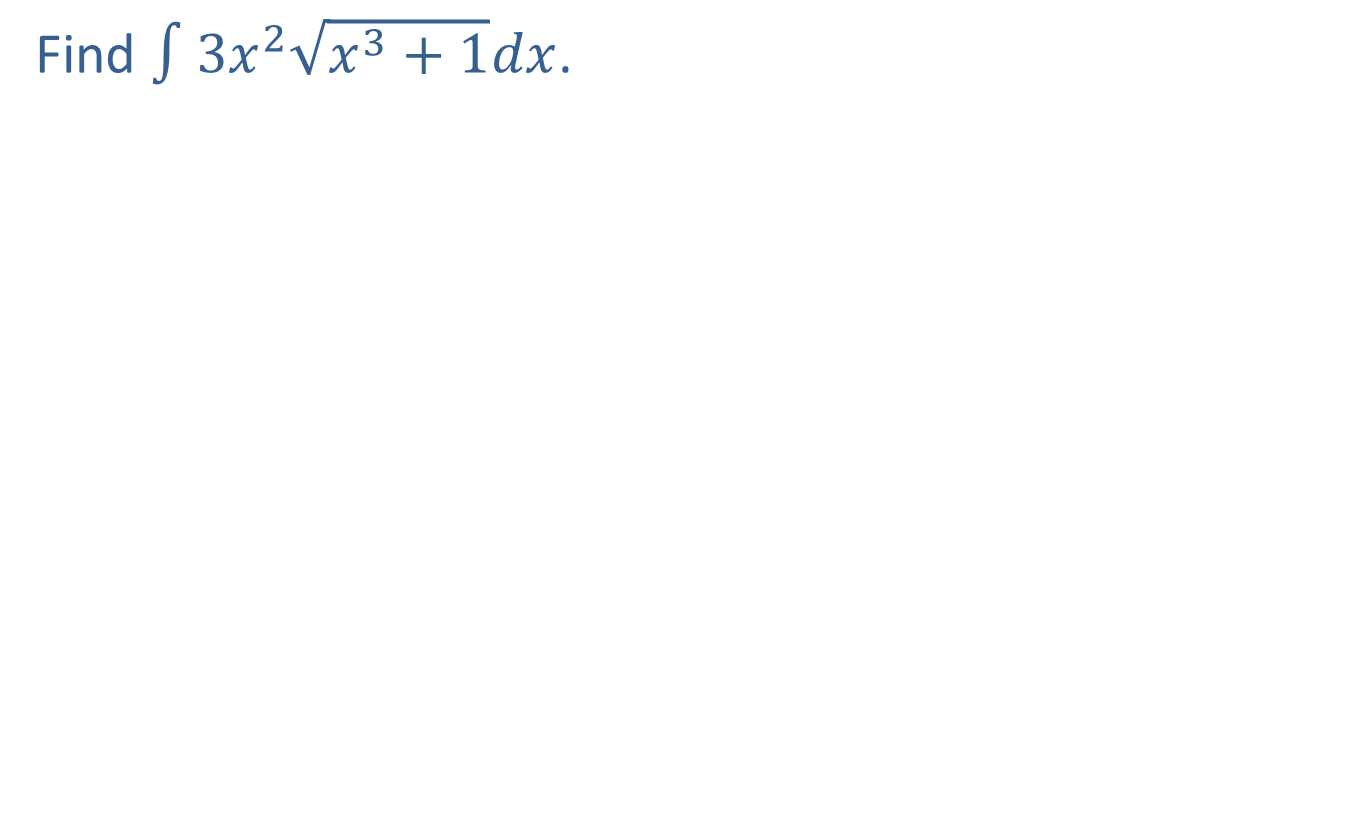 Find ∫ 3x²√(x³ + 1)dx.